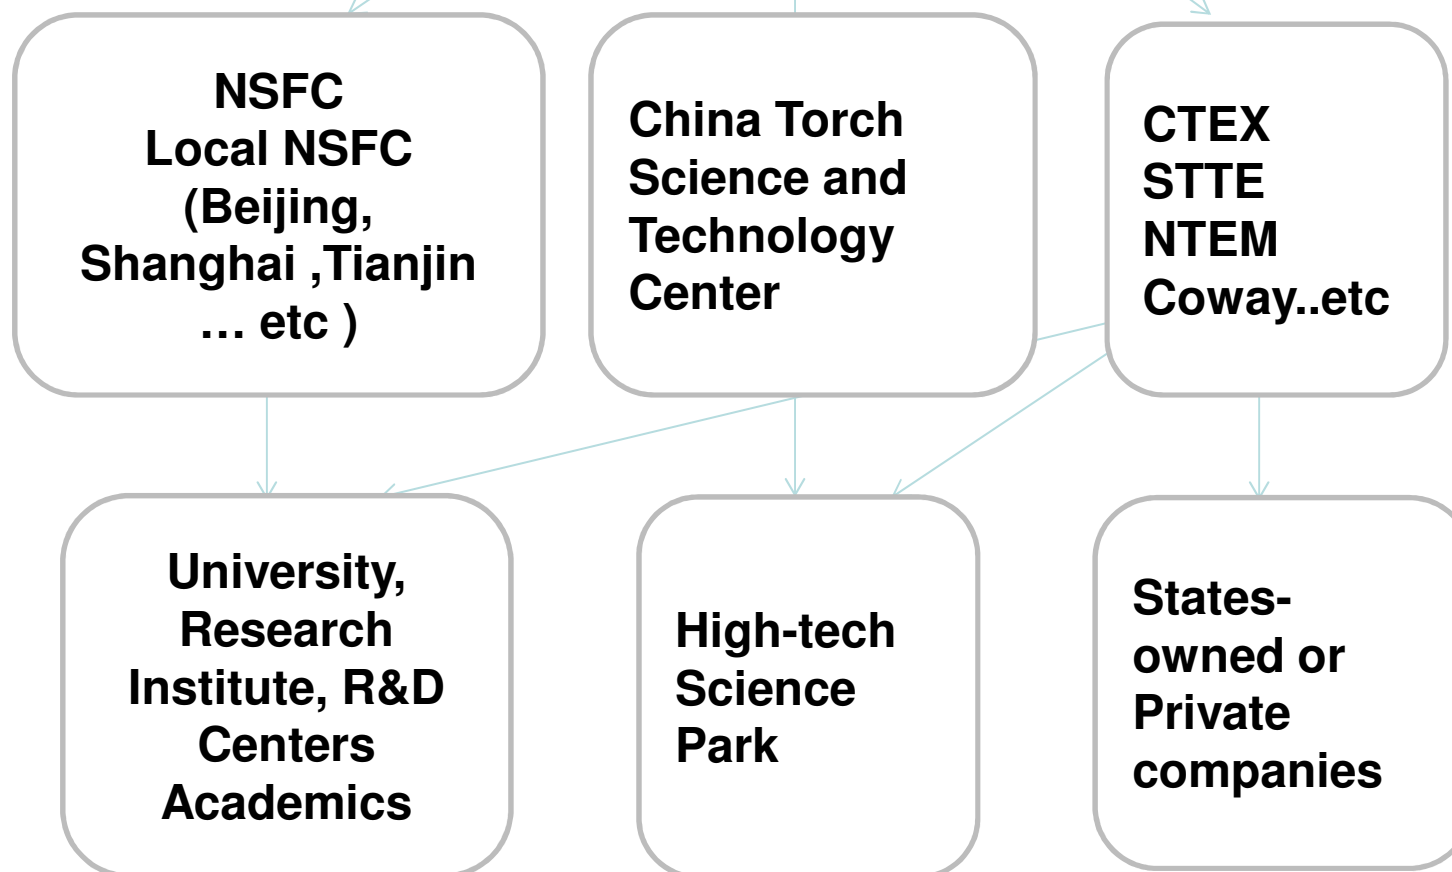 NSFC
Local NSFC
(Beijing,
Shanghai ,Tianjin
... etc )
China Torch
Science and
Technology
Center
CTEX
STTE
NTEM
Coway..etc
University,
Research
Institute, R&D
Centers
Academics
High-tech
Science
Park
States-
owned or
Private
companies